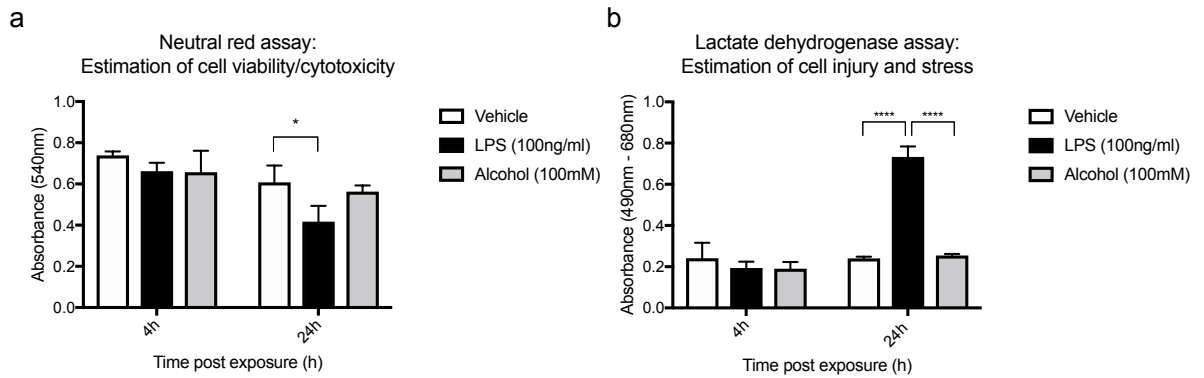 a
Neutral red assay:
Estimation of cell viability/cytotoxicity
Absorbance (540nm)
1.0
0.8
0.6
0.4
0.2
0.0
*
4h
24h
Time post exposure (h)
Vehicle
LPS (100ng/ml)
Alcohol (100mM)
b
Lactate dehydrogenase assay:
Estimation of cell injury and stress
Absorbance (490nm - 680nm)
1.0
0.8
0.6
0.4
0.2
0.0
**** ****
4h
24h
Time post exposure (h)
Vehicle
LPS (100ng/ml)
Alcohol (100mM)